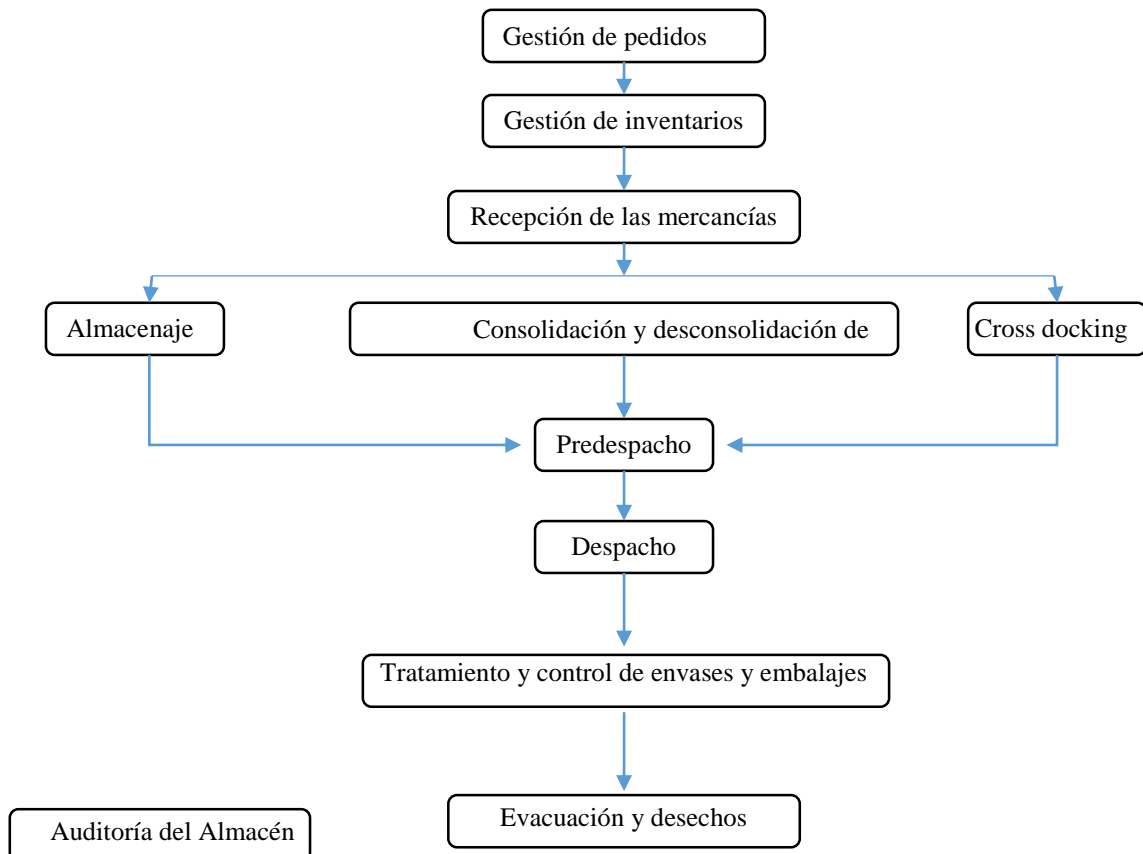 Gestión de pedidos
Gestión de inventarios
Recepción de las mercancías
Almacenaje
Consolidación y desconsolidación de
Cross docking
Predespacho
Despacho
Tratamiento y control de envases y embalajes
Evacuación y desechos
Auditoría del Almacén